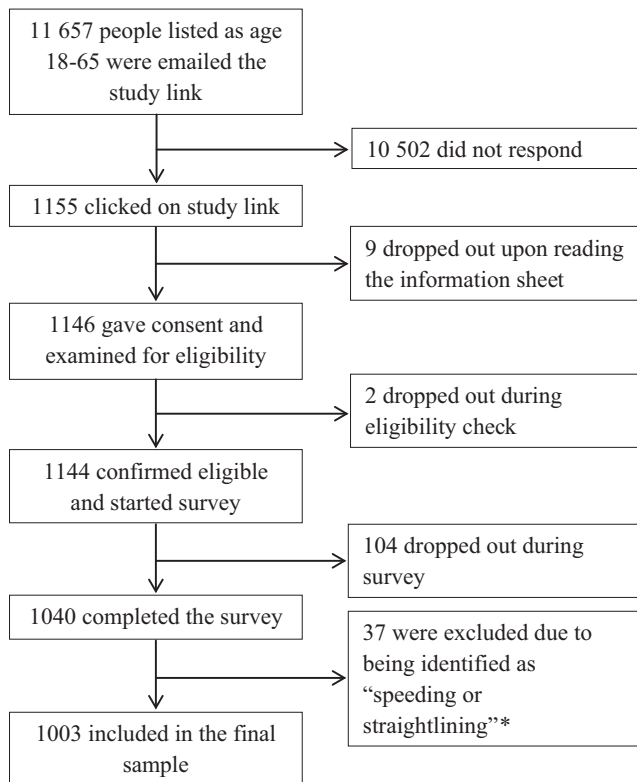 11 657 people listed as age
18-65 were emailed the
study link
10 502 did not respond
1155 clicked on study link
9 dropped out upon reading
the information sheet
1146 gave consent and
examined for eligibility
2 dropped out during
eligibility check
1144 confirmed eligible
and started survey
104 dropped out during
survey
1040 completed the survey
37 were excluded due to
being identified as
“speeding or
straightlining”*
1003 included in the final
sample